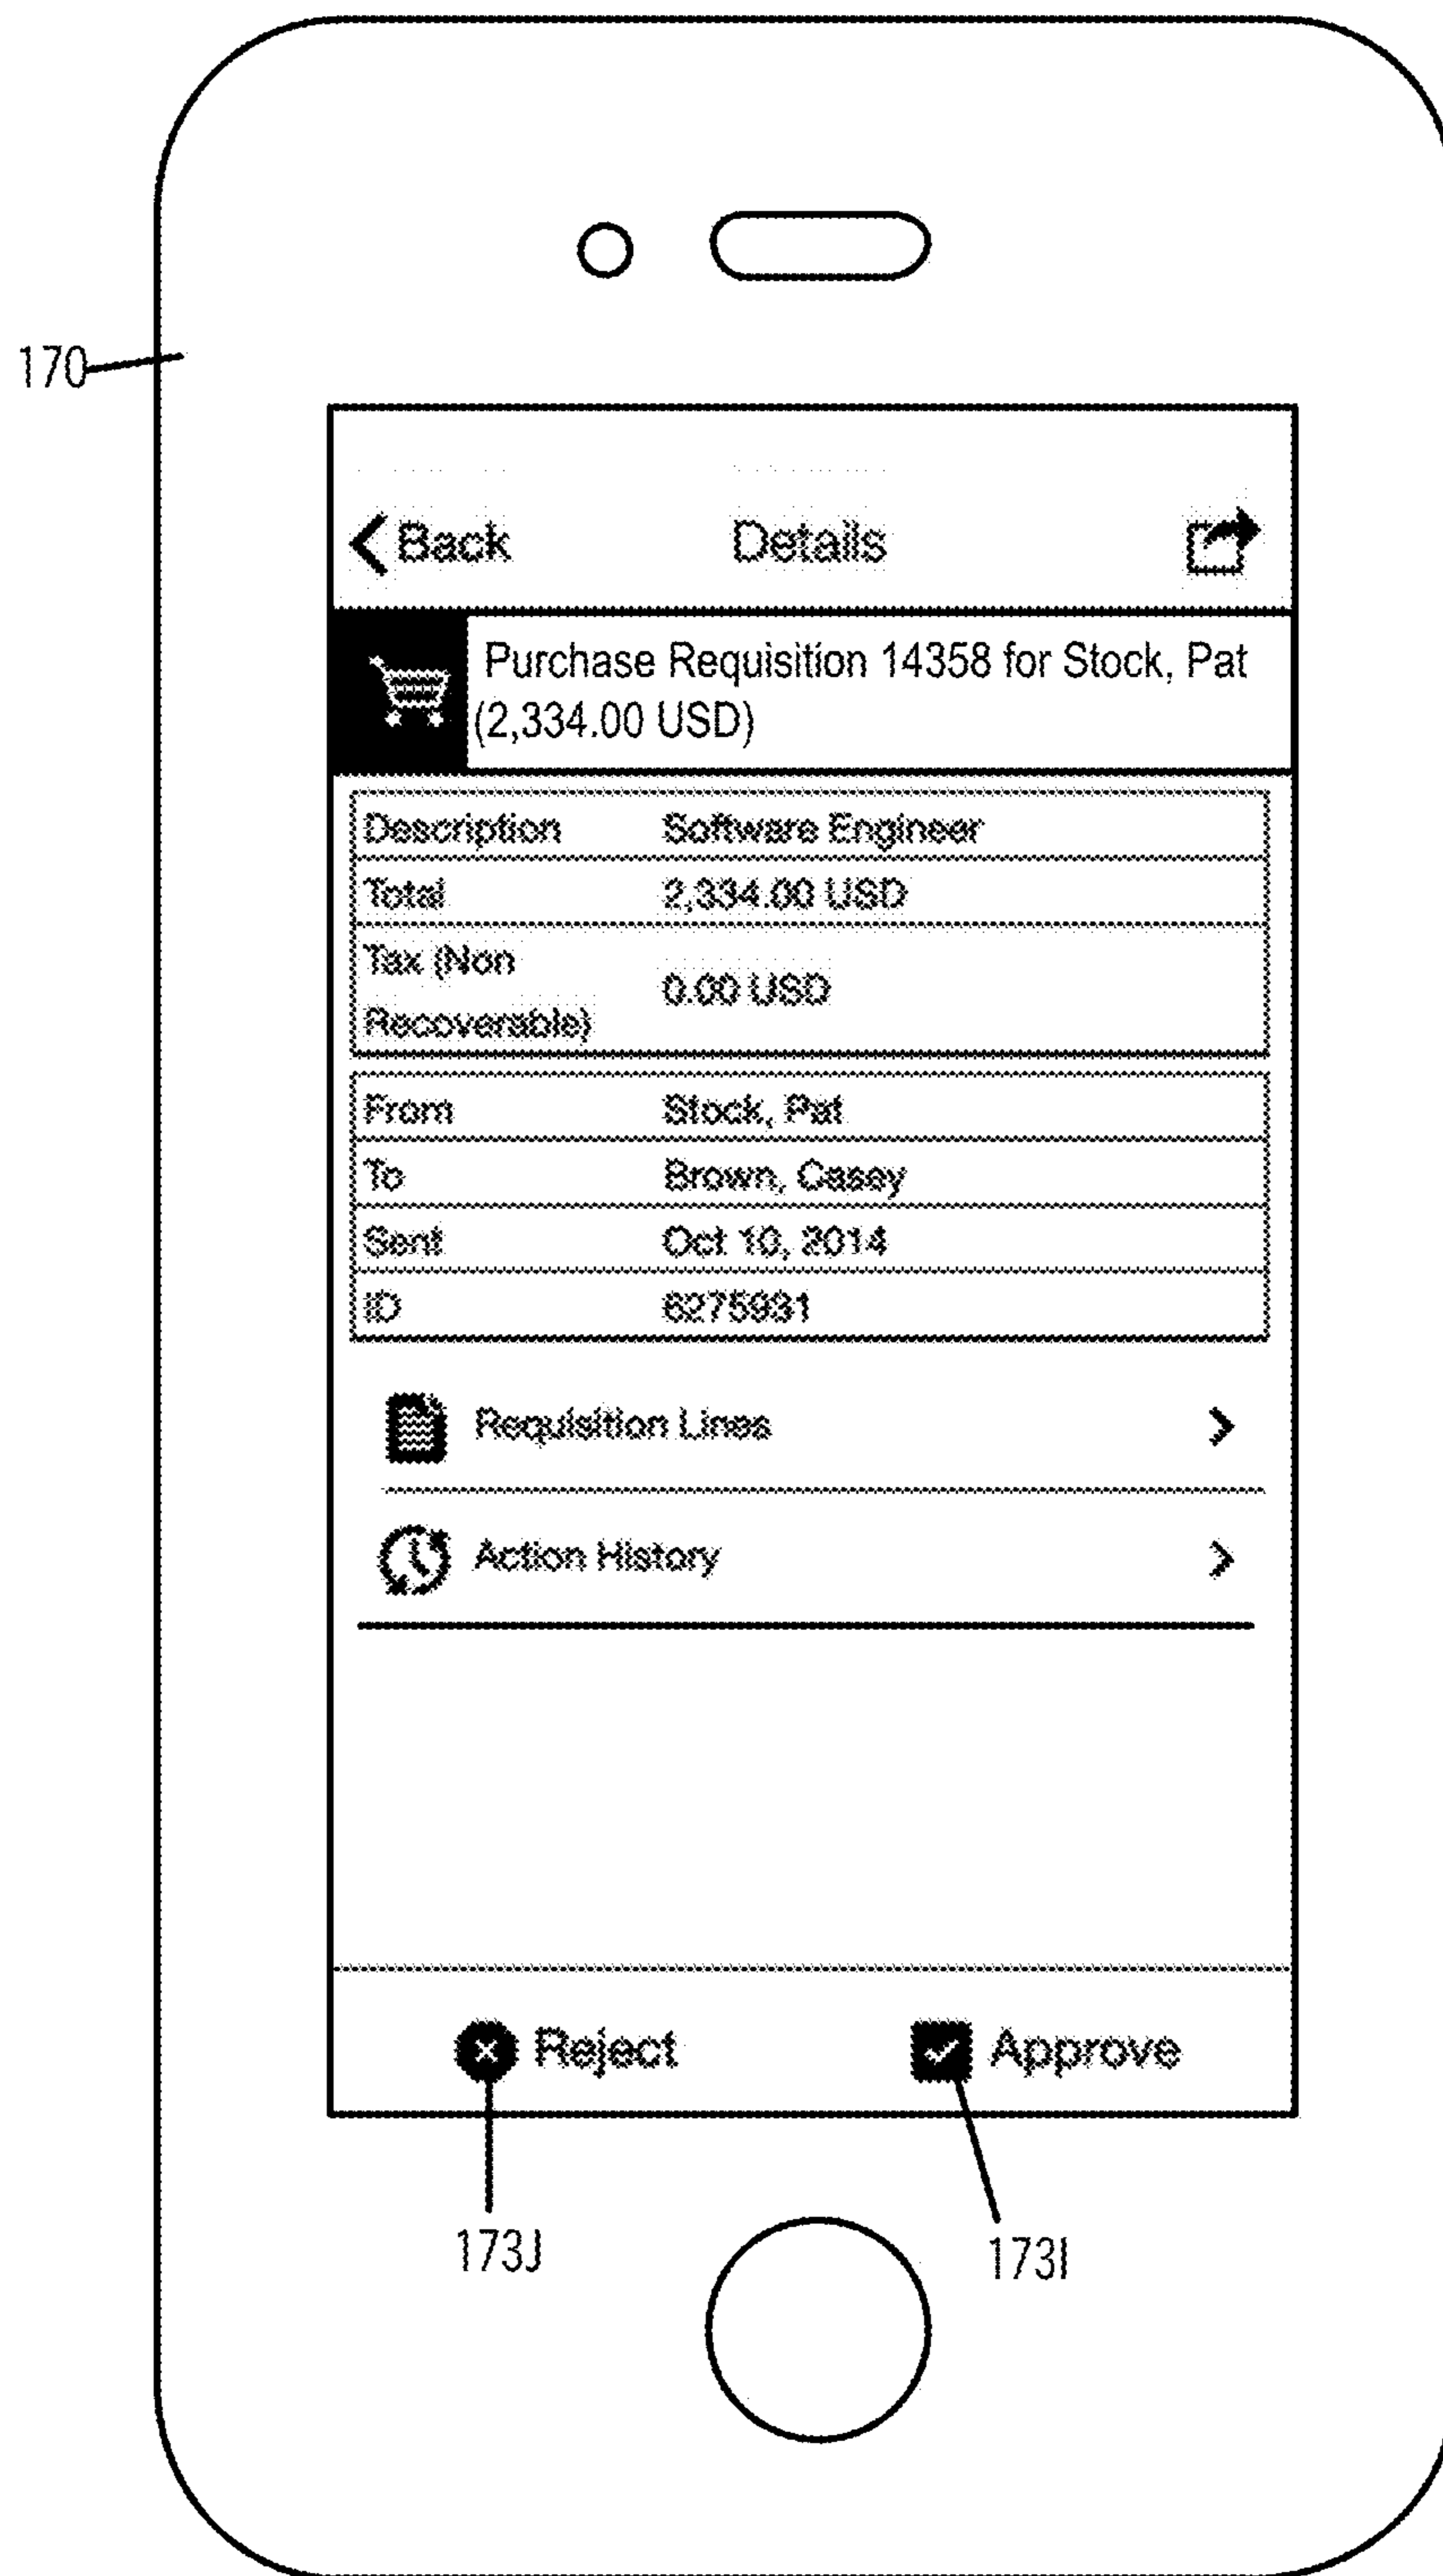 170
Back Details
Purchase Requisition 14358 for Stock, Pat
(2,334.00 USD)
Description Software Engineer
Total 2,334.00 USD
Tax (Non
Recoverable) 0.00 USD
From Stock, Pat
To Brown, Casey
Sent Oct 10, 2014
ID 6275931
Requisition Lines
Action History
Reject Approve
173J 173I